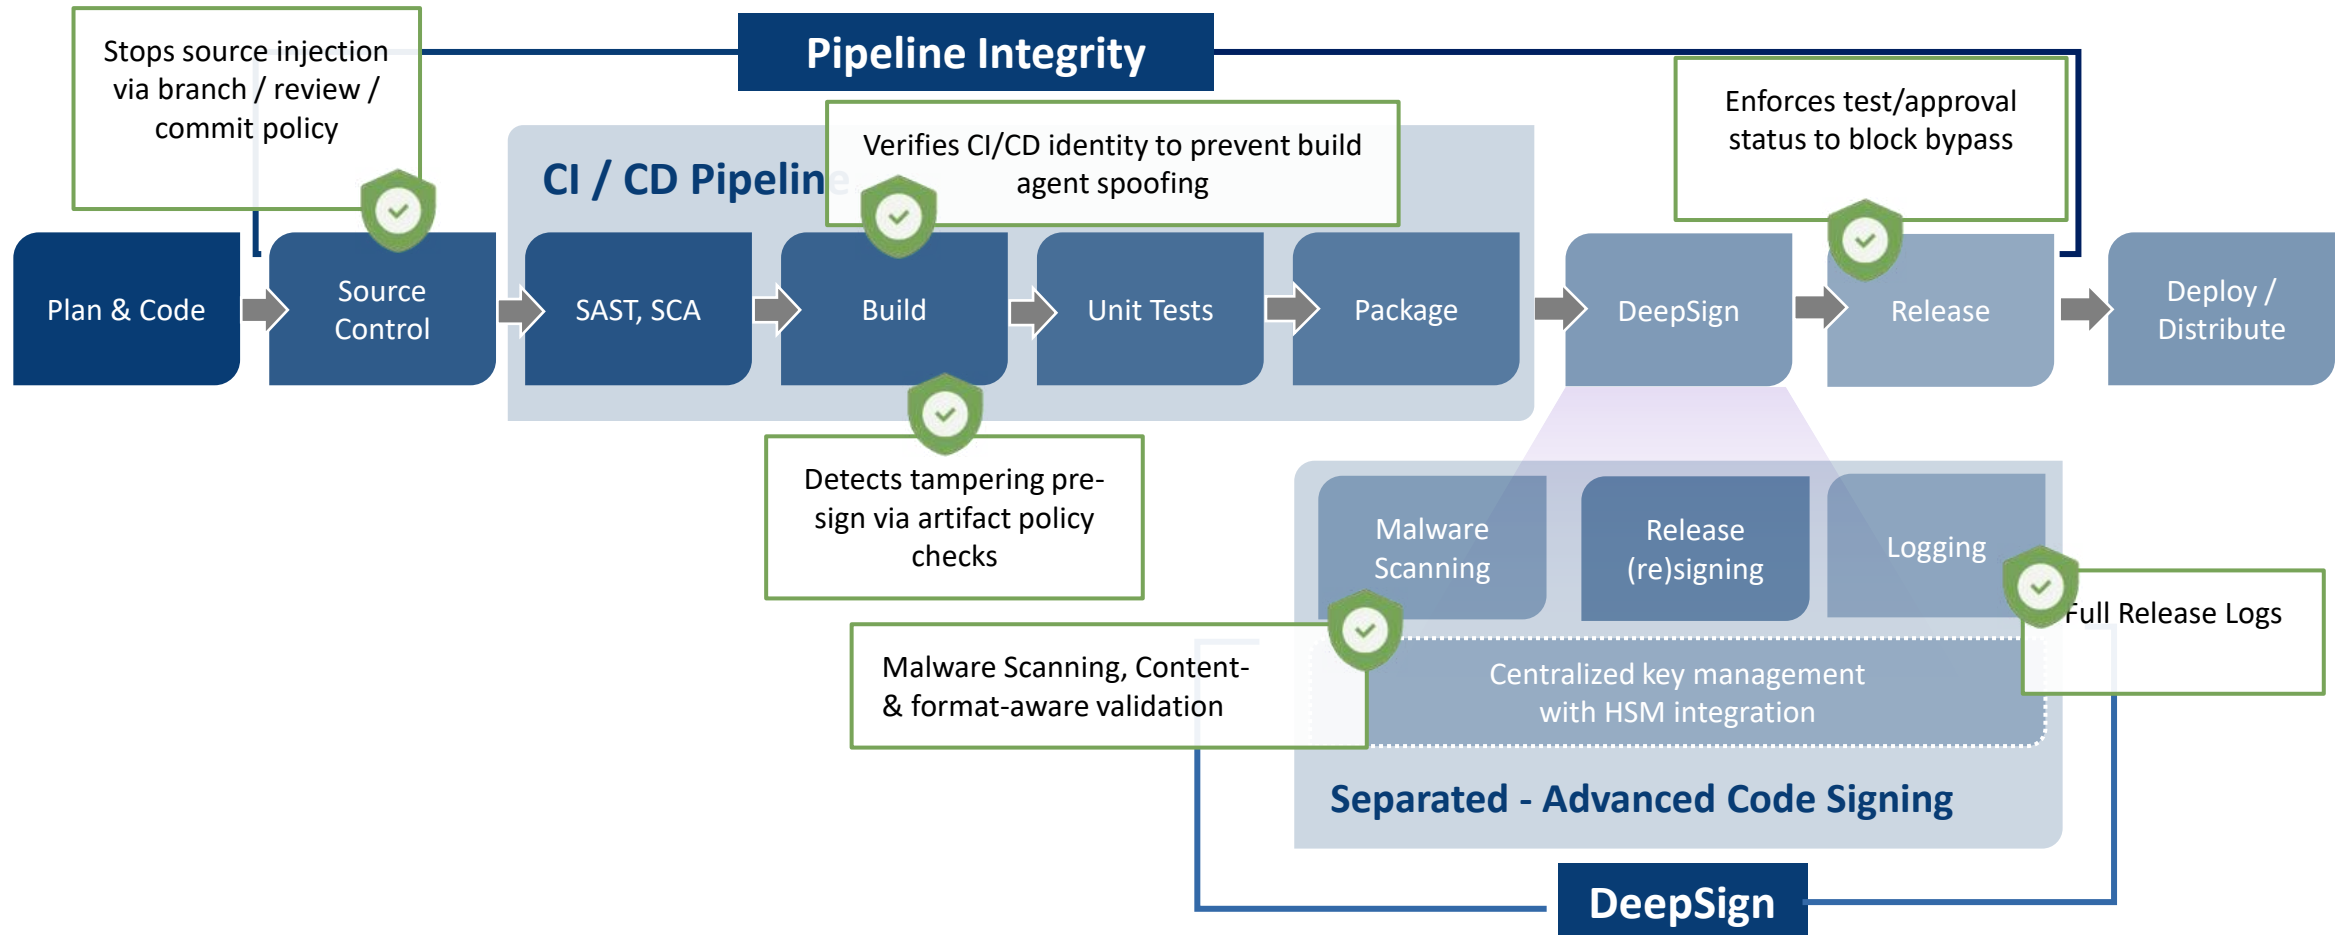 Stops source injection
via branch / review /
commit policy
Pipeline Integrity
Enforces test/approval
status to block bypass
Verifies CI/CD identity to prevent build
agent spoofing
CI / CD Pipeline
Plan & Code
Source
Control
SAST, SCA
Build
Unit Tests
Package
DeepSign
Release
Deploy /
Distribute
Detects tampering pre-
sign via artifact policy
checks
Malware
Scanning
Release
(re)signing
Logging
Full Release Logs
Malware Scanning, Content-
& format-aware validation
Centralized key management
with HSM integration
Separated - Advanced Code Signing
DeepSign